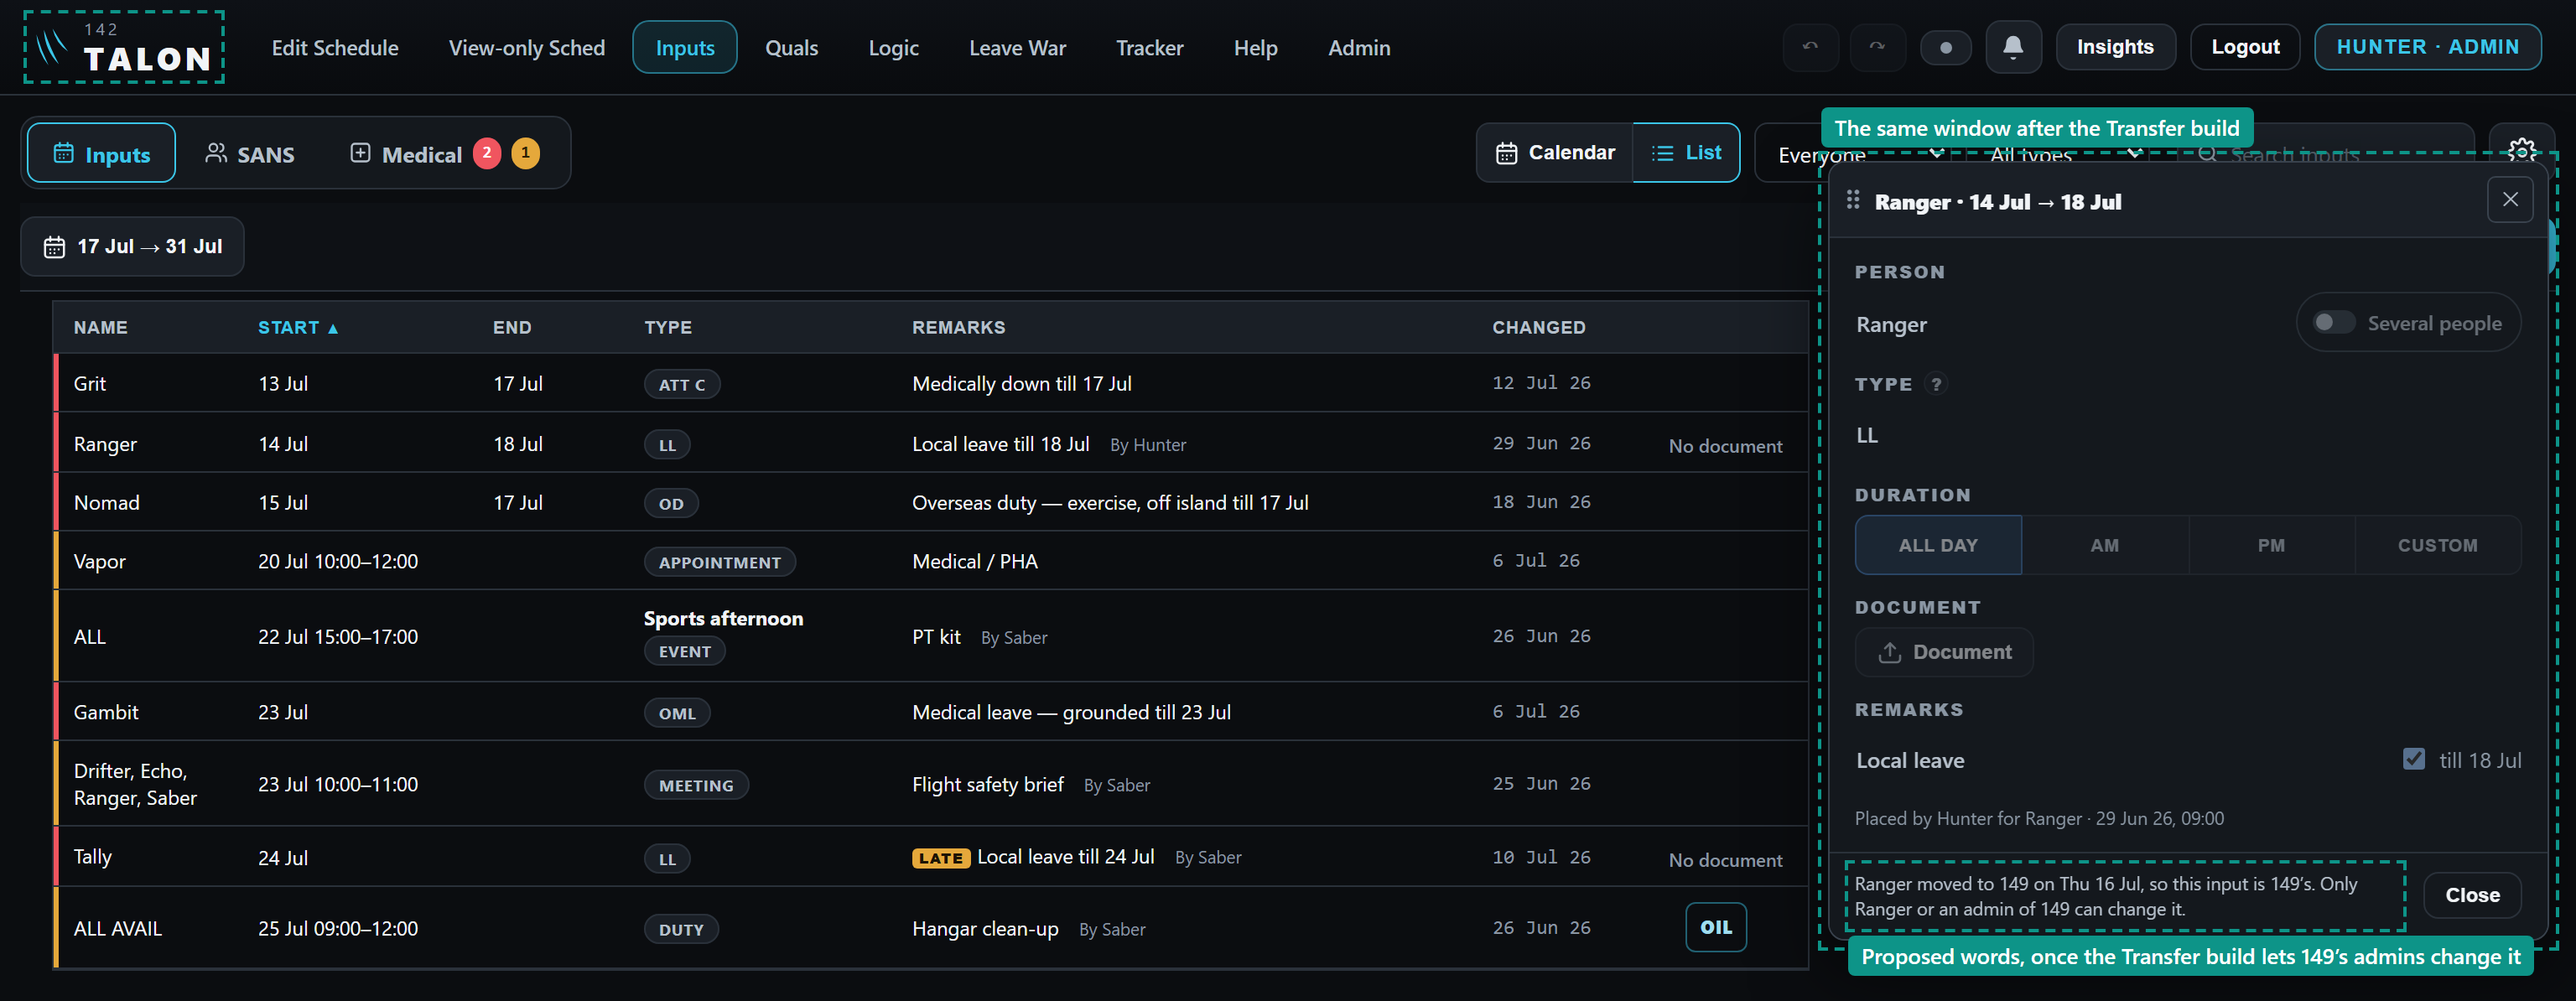 142
TALON
Edit Schedule
View-only Sched
Inputs
Quals
Logic
Leave War
Tracker
Help
Admin
Insights
Logout
HUNTER · ADMIN
Inputs
SANS
Medical
2
1
Calendar
List
Everyone
All types
Search inputs
The same window after the Transfer build
17 Jul → 31 Jul
NAME START ▲ END TYPE REMARKS CHANGED
Grit 13 Jul 17 Jul ATT C Medically down till 17 Jul 12 Jul 26
Ranger 14 Jul 18 Jul LL Local leave till 18 Jul By Hunter 29 Jun 26 No document
Nomad 15 Jul 17 Jul OD Overseas duty — exercise, off island till 17 Jul 18 Jun 26
Vapor 20 Jul 10:00–12:00 APPOINTMENT Medical / PHA 6 Jul 26
Sports afternoon
ALL 22 Jul 15:00–17:00 EVENT PT kit By Saber 26 Jun 26
Gambit 23 Jul OML Medical leave — grounded till 23 Jul 6 Jul 26
Drifter, Echo,
Ranger, Saber 23 Jul 10:00–11:00 MEETING Flight safety brief By Saber 25 Jun 26
Tally 24 Jul LL LATE Local leave till 24 Jul By Saber 10 Jul 26 No document
ALL AVAIL 25 Jul 09:00–12:00 DUTY Hangar clean-up By Saber 26 Jun 26 OIL
Ranger · 14 Jul → 18 Jul
PERSON
Ranger
Several people
TYPE ?
LL
DURATION
ALL DAY AM PM CUSTOM
DOCUMENT
Document
REMARKS
Local leave
till 18 Jul
Placed by Hunter for Ranger · 29 Jun 26, 09:00
Ranger moved to 149 on Thu 16 Jul, so this input is 149’s. Only
Ranger or an admin of 149 can change it.
Close
Proposed words, once the Transfer build lets 149’s admins change it